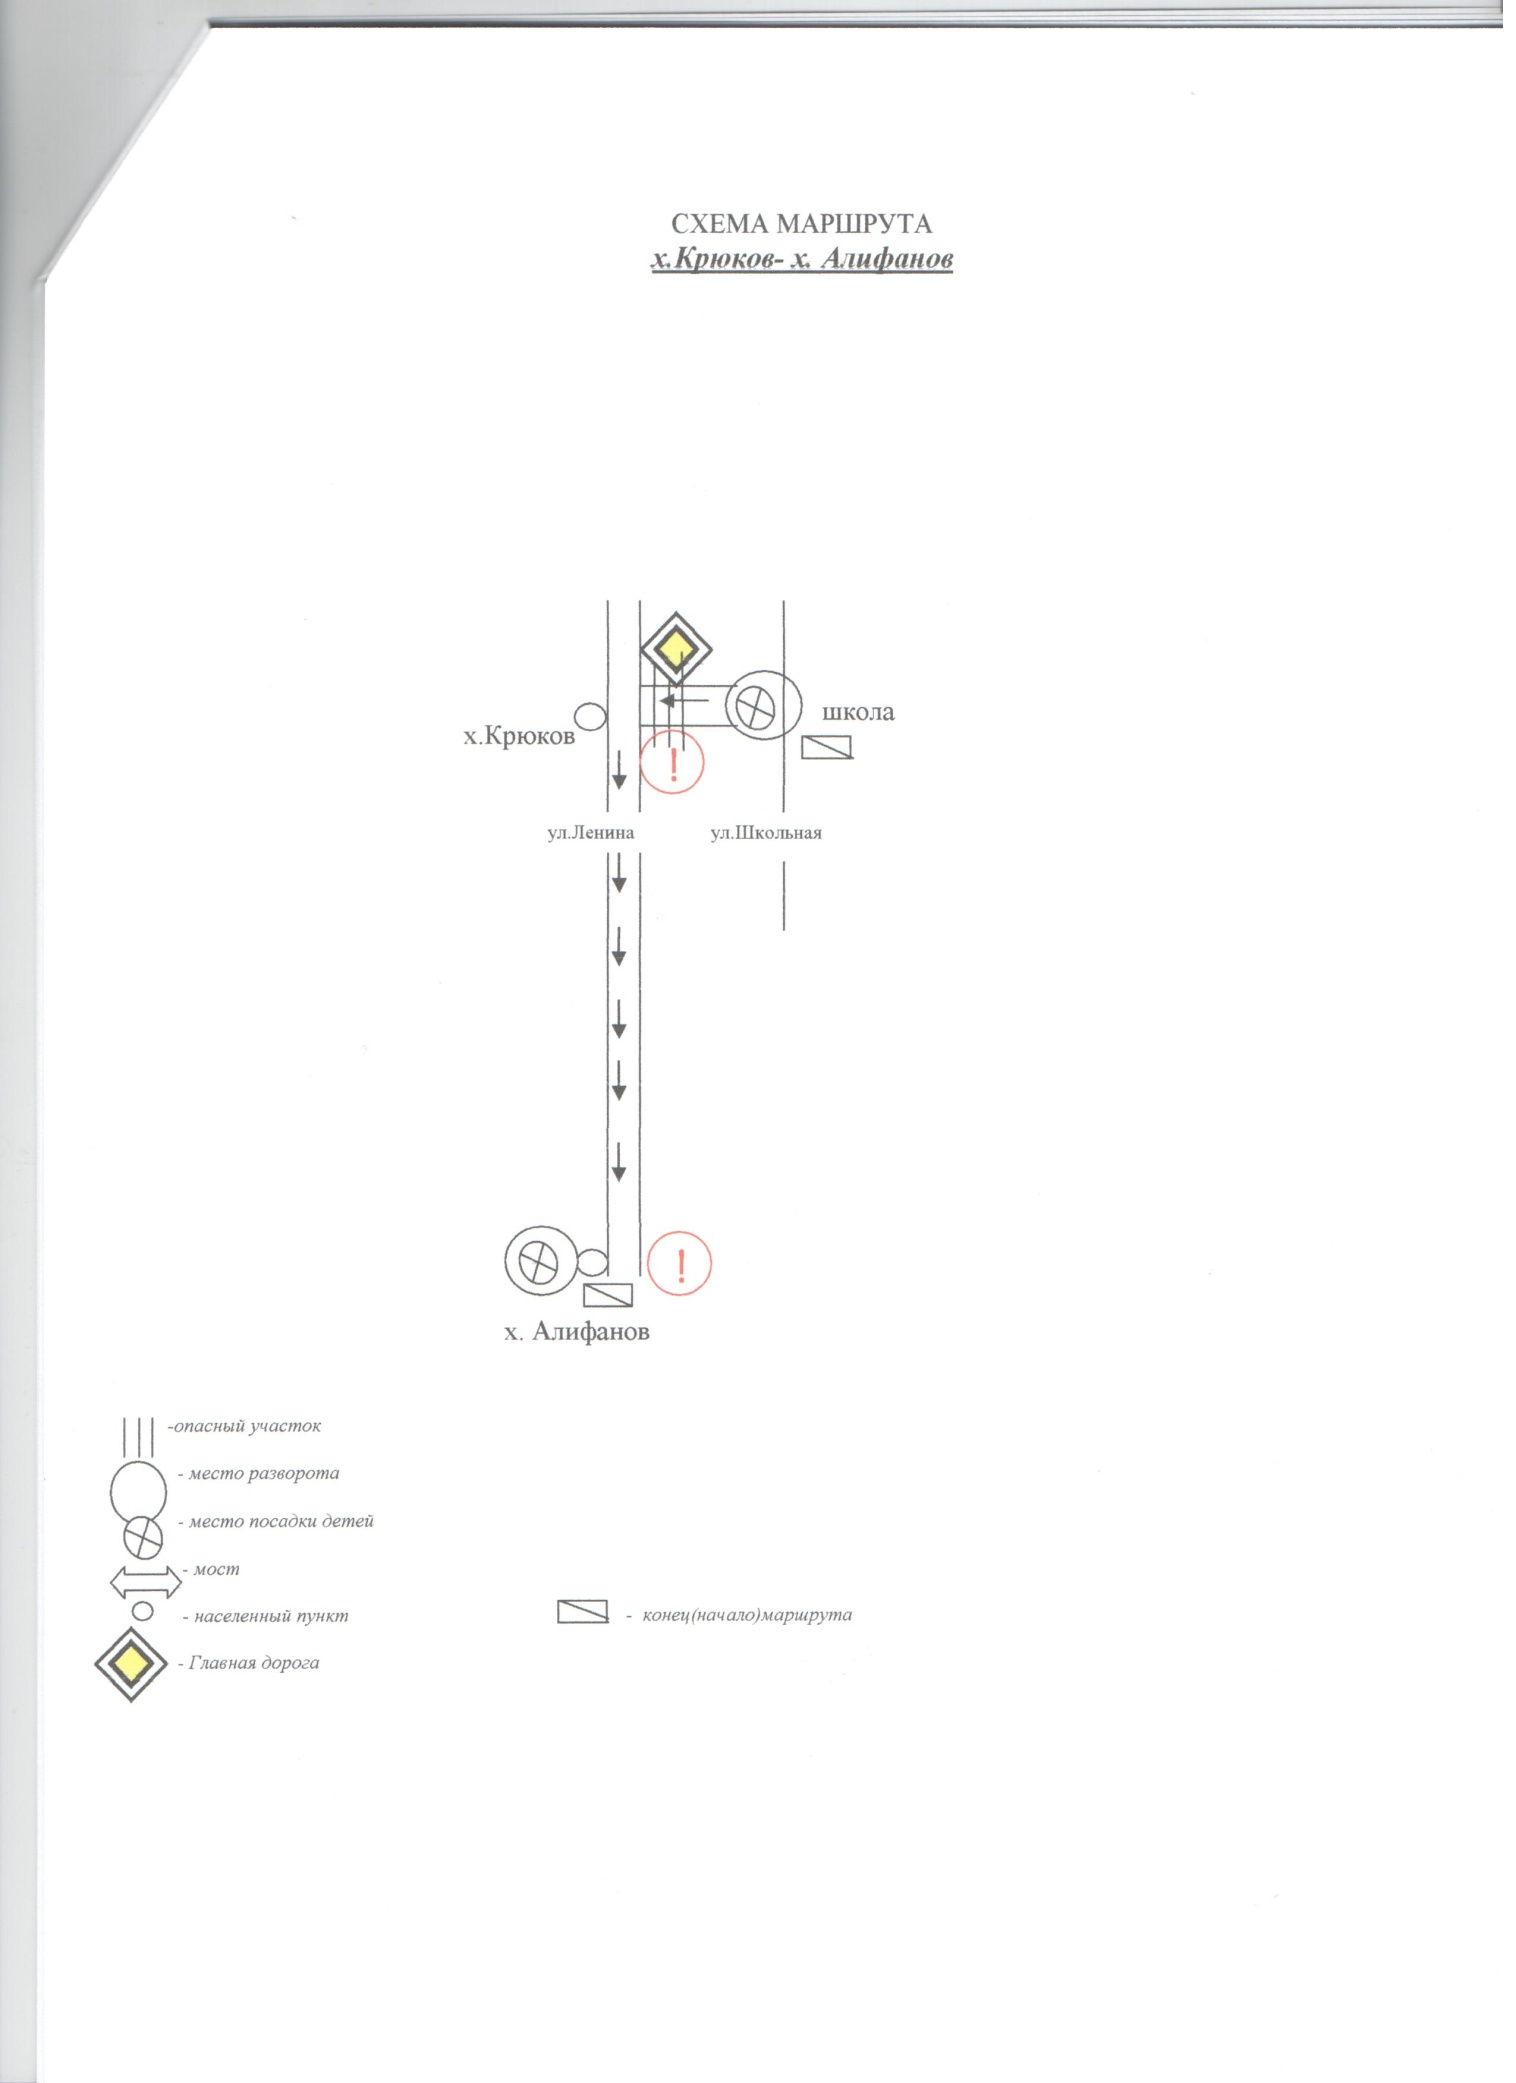 СХЕМА МАРШРУТА
х.Крюков- х. Алифанов
школа
х.Крюков
!
ул.Ленина
ул.Школьная
!
х. Алифанов
-опасный участок
- место разворота
- место посадки детей
- мост
- населенный пункт
- конец(начало)маршрута
- Главная дорога